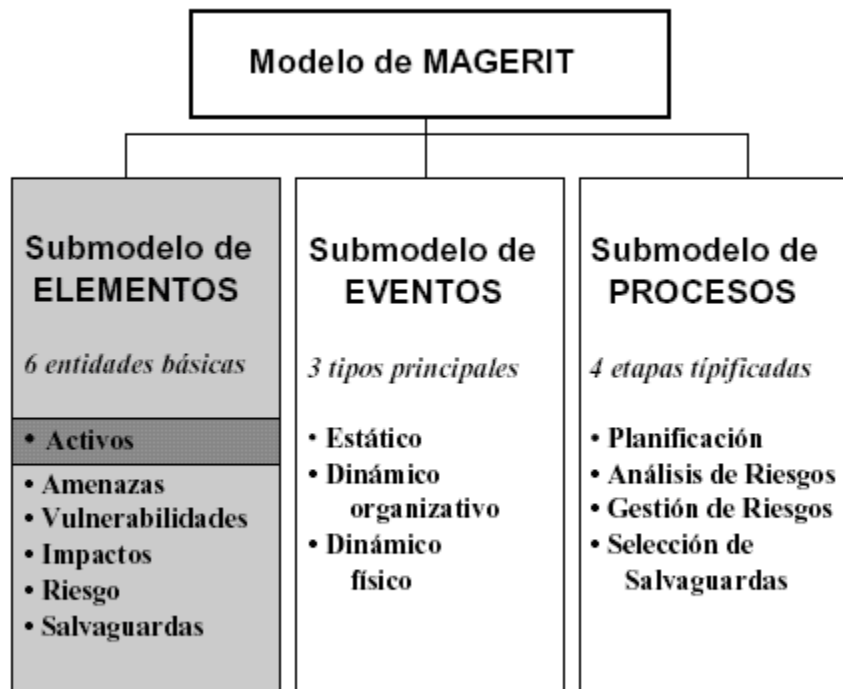 Modelo de MAGERIT
Submodelo de
ELEMENTOS
6 entidades básicas
• Activos
• Amenazas
• Vulnerabilidades
• Impactos
• Riesgo
• Salvaguardas
Submodelo de
EVENTOS
3 tipos principales
• Estático
• Dinámico
organizativo
• Dinámico
físico
Submodelo de
PROCESOS
4 etapas típificadas
• Planificación
• Análisis de Riesgos
• Gestión de Riesgos
• Selección de
Salvaguardas